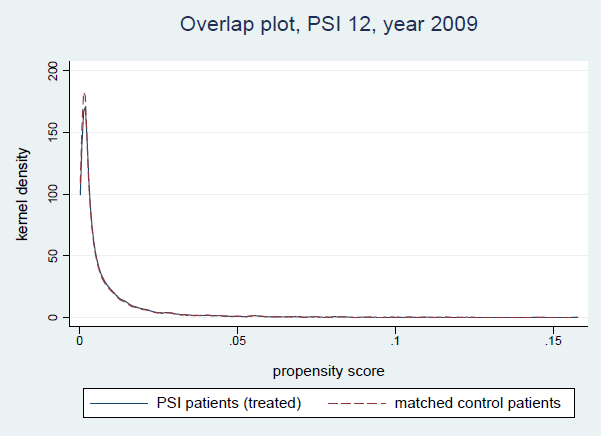 Overlap plot, PSI 12, year 2009
200
150
100
50
0
kernel density
0 .05 .1 .15
propensity score
PSI patients (treated) matched control patients